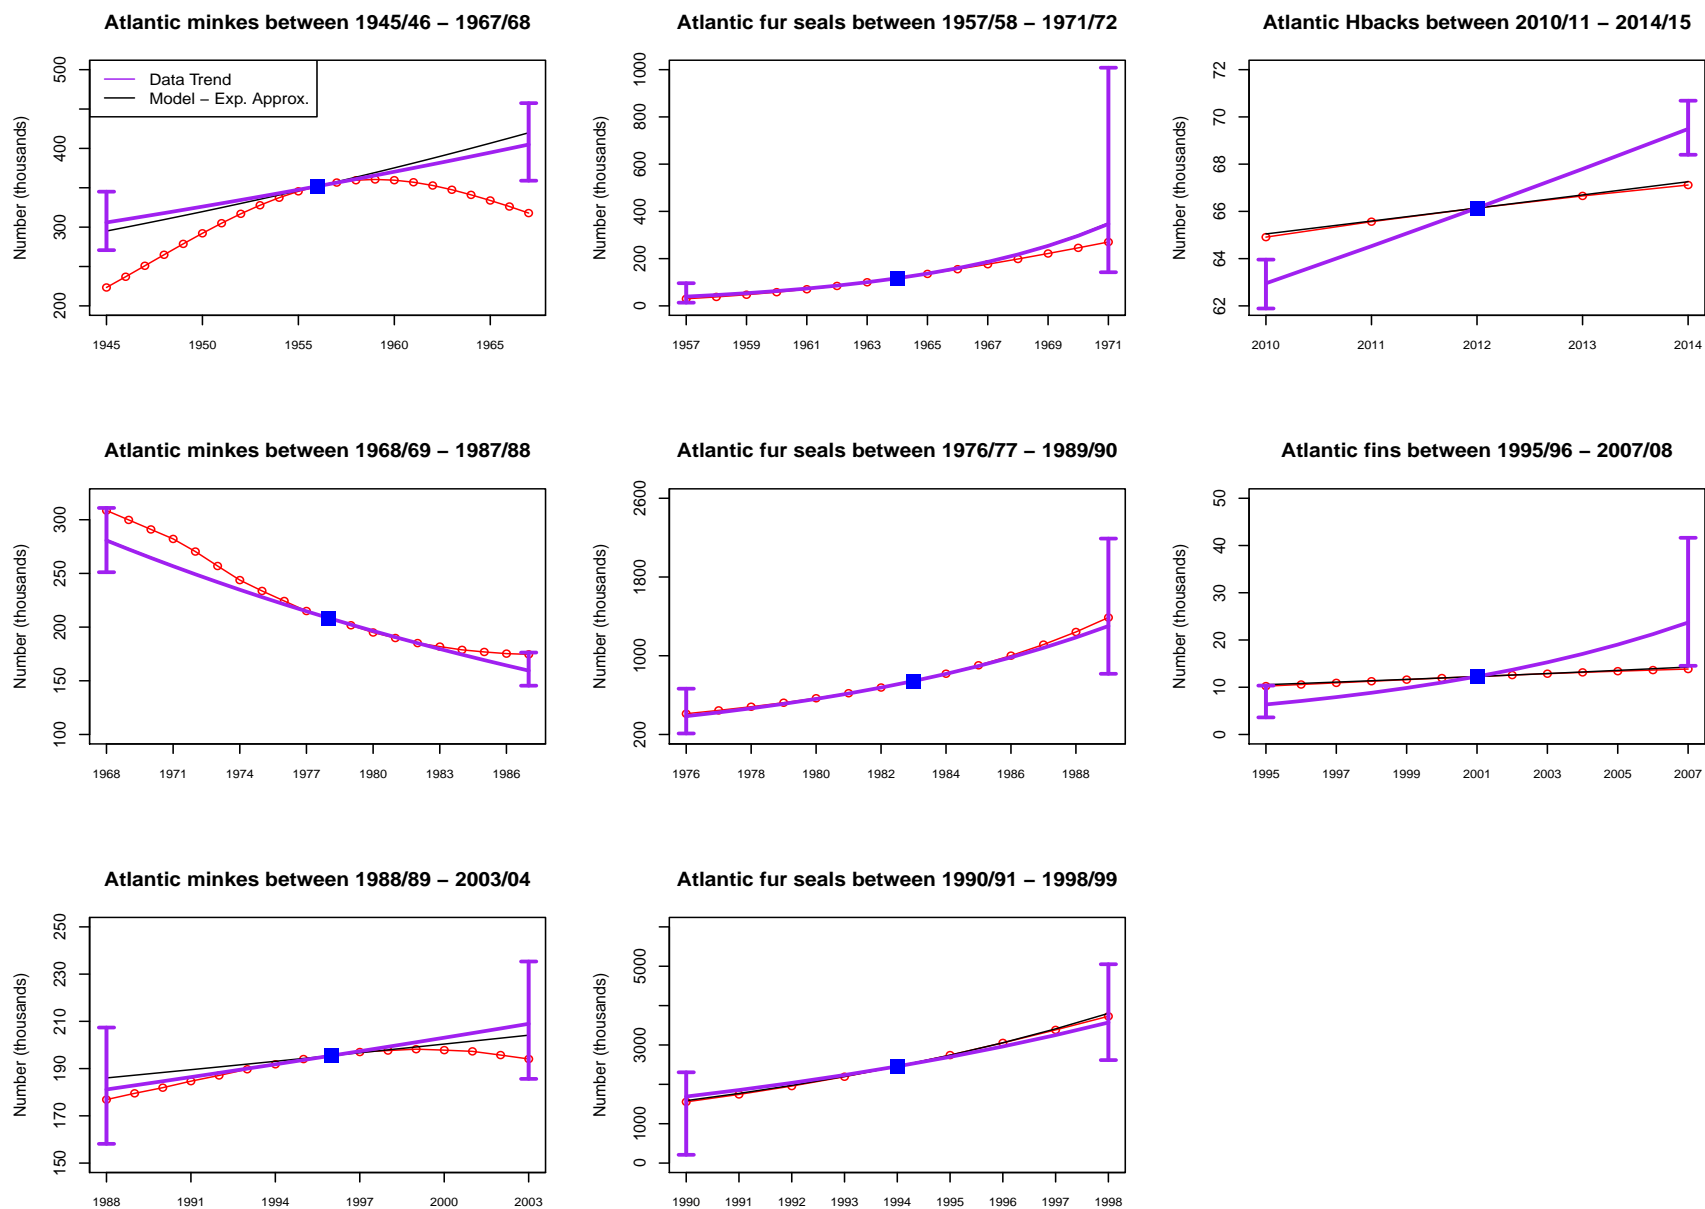 Atlantic minkes between 1945/46 – 1967/68
Number (thousands)
200 300 400 500
Data Trend
Model – Exp. Approx.
1945 1950 1955 1960 1965
Atlantic fur seals between 1957/58 – 1971/72
Number (thousands)
0 200 400 600 800 1000
1957 1959 1961 1963 1965 1967 1969 1971
Atlantic Hbacks between 2010/11 – 2014/15
Number (thousands)
62 64 66 68 70 72
2010 2011 2012 2013 2014
Atlantic minkes between 1968/69 – 1987/88
Number (thousands)
100 150 200 250 300
1968 1971 1974 1977 1980 1983 1986
Atlantic fur seals between 1976/77 – 1989/90
Number (thousands)
200 1000 1800 2600
1976 1978 1980 1982 1984 1986 1988
Atlantic fins between 1995/96 – 2007/08
Number (thousands)
0 10 20 30 40 50
1995 1997 1999 2001 2003 2005 2007
Atlantic minkes between 1988/89 – 2003/04
Number (thousands)
150 170 190 210 230 250
1988 1991 1994 1997 2000 2003
Atlantic fur seals between 1990/91 – 1998/99
Number (thousands)
0 1000 3000 5000
1990 1991 1992 1993 1994 1995 1996 1997 1998